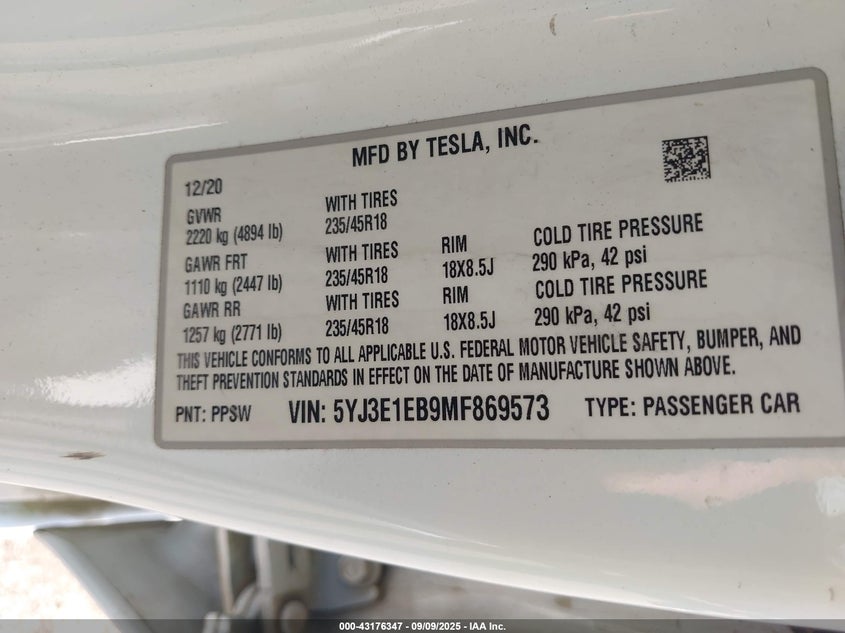 MFD BY TESLA, INC.
12/20
GVWR WITH TIRES
2220 kg (4894 lb) 235/45R18
GAWR FRT WITH TIRES RIM COLD TIRE PRESSURE
1110 kg (2447 lb) 235/45R18 18X8.5J 290 kPa, 42 psi
GAWR RR WITH TIRES RIM COLD TIRE PRESSURE
1257 kg (2771 lb) 235/45R18 18X8.5J 290 kPa, 42 psi
THIS VEHICLE CONFORMS TO ALL APPLICABLE U.S. FEDERAL MOTOR VEHICLE SAFETY, BUMPER, AND
THEFT PREVENTION STANDARDS IN EFFECT ON THE DATE OF MANUFACTURE SHOWN ABOVE.
PNT: PPSW VIN: 5YJ3E1EB9MF869573 TYPE: PASSENGER CAR
000-43176347 - 09/09/2025 - IAA Inc.